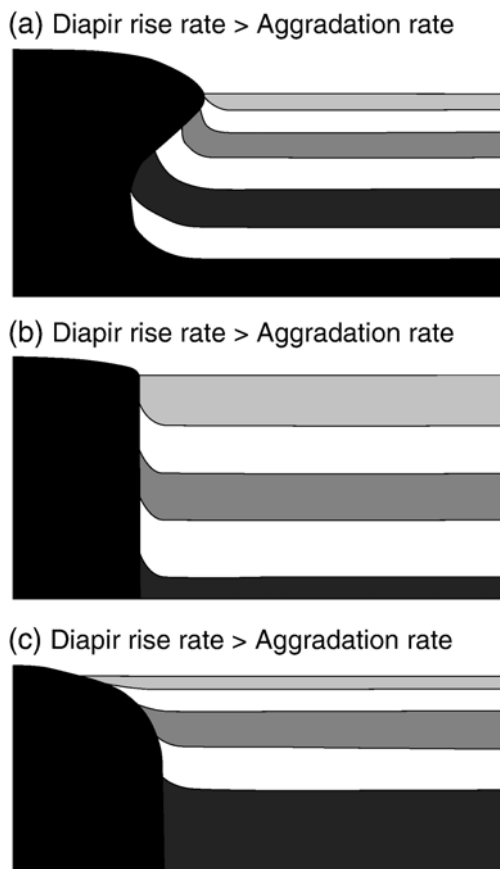 (a) Diapir rise rate > Aggradation rate
(b) Diapir rise rate > Aggradation rate
(c) Diapir rise rate > Aggradation rate